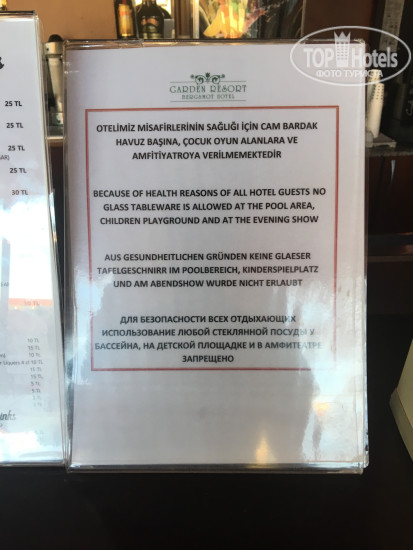 TOP Hotels
ФОТО ТУРИСТА
GARDEN RESORT
BERGAMOT HOTEL
OTELİMİZ MİSAFİRLERİNİN SAĞLIĞI İÇİN CAM BARDAK
HAVUZ BAŞINA, ÇOCUK OYUN ALANLARA VE
AMFİTİYATROYA VERİLMEMEKTEDİR
BECAUSE OF HEALTH REASONS OF ALL HOTEL GUESTS NO
GLASS TABLEWARE IS ALLOWED AT THE POOL AREA,
CHILDREN PLAYGROUND AND AT THE EVENING SHOW
AUS GESUNDHEITLICHEN GRÜNDEN KEINE GLAESER
TAFELGESCHNIRR IM POOLBEREICH, KINDERSPIELPLATZ
UND AM ABENDSHOW WURDE NICHT ERLAUBT
ДЛЯ БЕЗОПАСНОСТИ ВСЕХ ОТДЫХАЮЩИХ
ИСПОЛЬЗОВАНИЕ ЛЮБОЙ СТЕКЛЯННОЙ ПОСУДЫ У
БАССЕЙНА, НА ДЕТСКОЙ ПЛОЩАДКЕ И В АМФИТЕАТРЕ
ЗАПРЕЩЕНО
25 TL
25 TL
25 TL
25 TL
30 TL
10 TL
10 TL